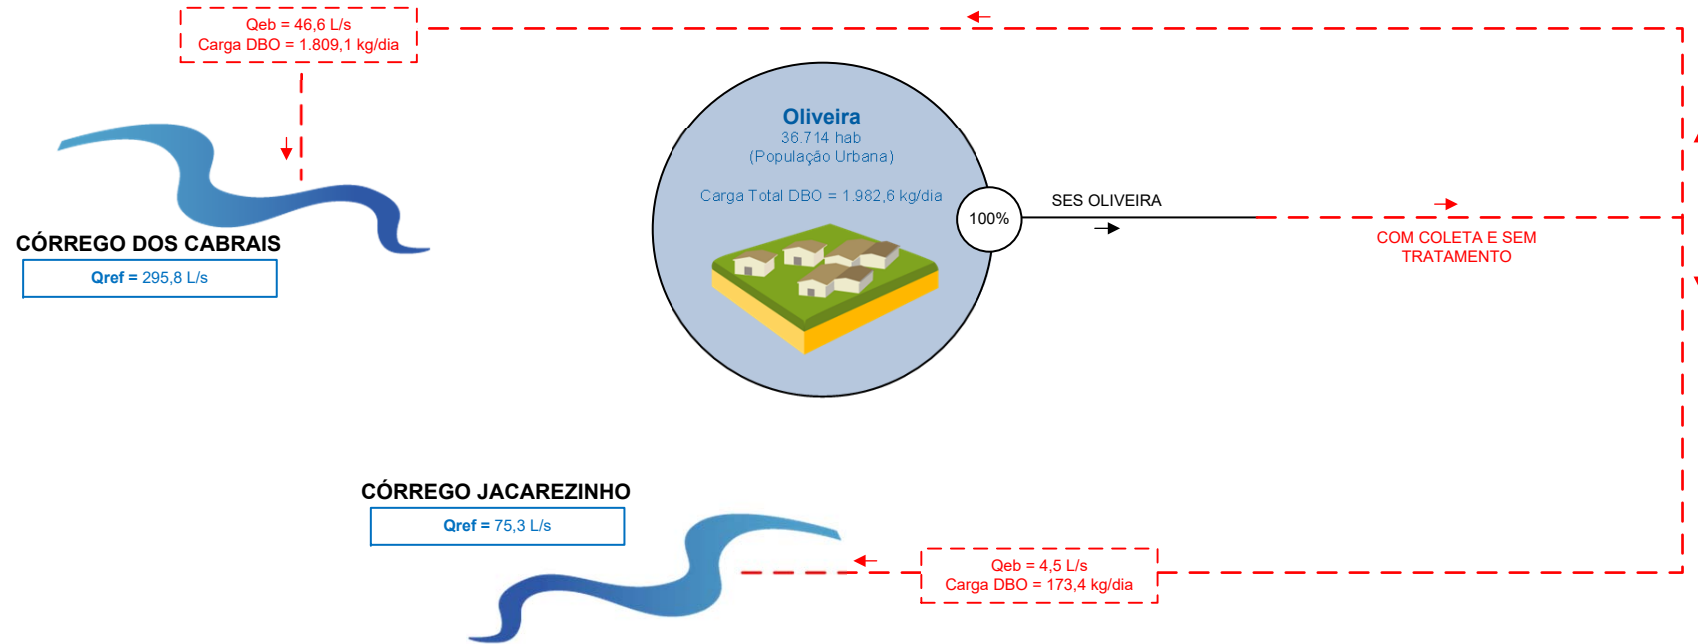 Qeb = 46,6 L/s
Carga DBO = 1.809,1 kg/dia
Oliveira
36.714 hab
(População Urbana)
Carga Total DBO = 1.982,6 kg/dia
100%
SES OLIVEIRA
COM COLETA E SEM
TRATAMENTO
CÓRREGO DOS CABRAIS
Qref = 295,8 L/s
CÓRREGO JACAREZINHO
Qref = 75,3 L/s
Qeb = 4,5 L/s
Carga DBO = 173,4 kg/dia